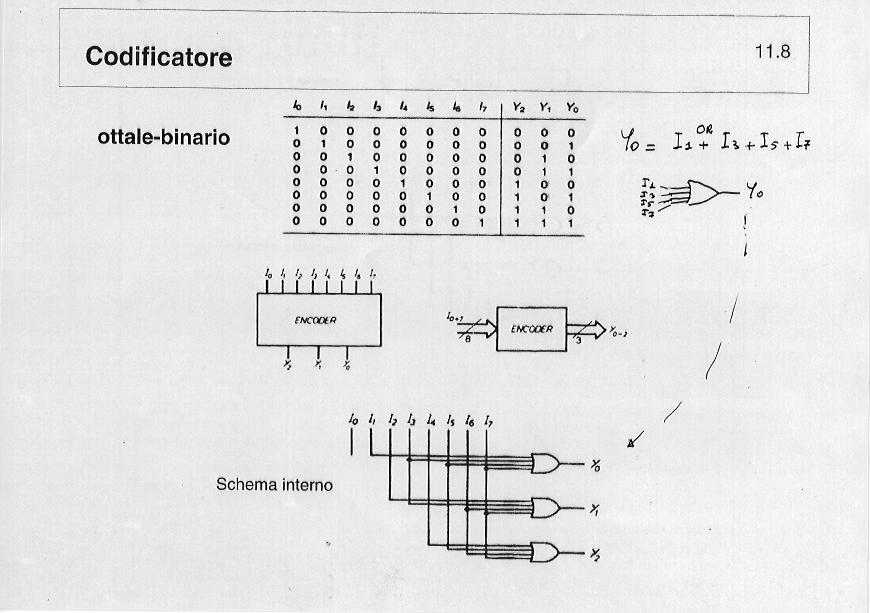 Codificatore
11.8
ottale-binario
I0 I1 I2 I3 I4 I5 I6 I7 Y2 Y1 Y0
1 0 0 0 0 0 0 0 0 0 0
0 1 0 0 0 0 0 0 0 0 1
0 0 1 0 0 0 0 0 0 1 0
0 0 0 1 0 0 0 0 0 1 1
0 0 0 0 1 0 0 0 1 0 0
0 0 0 0 0 1 0 0 1 0 1
0 0 0 0 0 0 1 0 1 1 0
0 0 0 0 0 0 0 1 1 1 1
OR
Y0 = I1 + I3 + I5 + I7
I1
I3
I5
I7
Y0
I0 I1 I2 I3 I4 I5 I6 I7
ENCODER
Y2 Y1 Y0
I0÷7
8
ENCODER
3
Y0-2
I0 I1 I2 I3 I4 I5 I6 I7
Y0
Schema interno
Y1
Y2